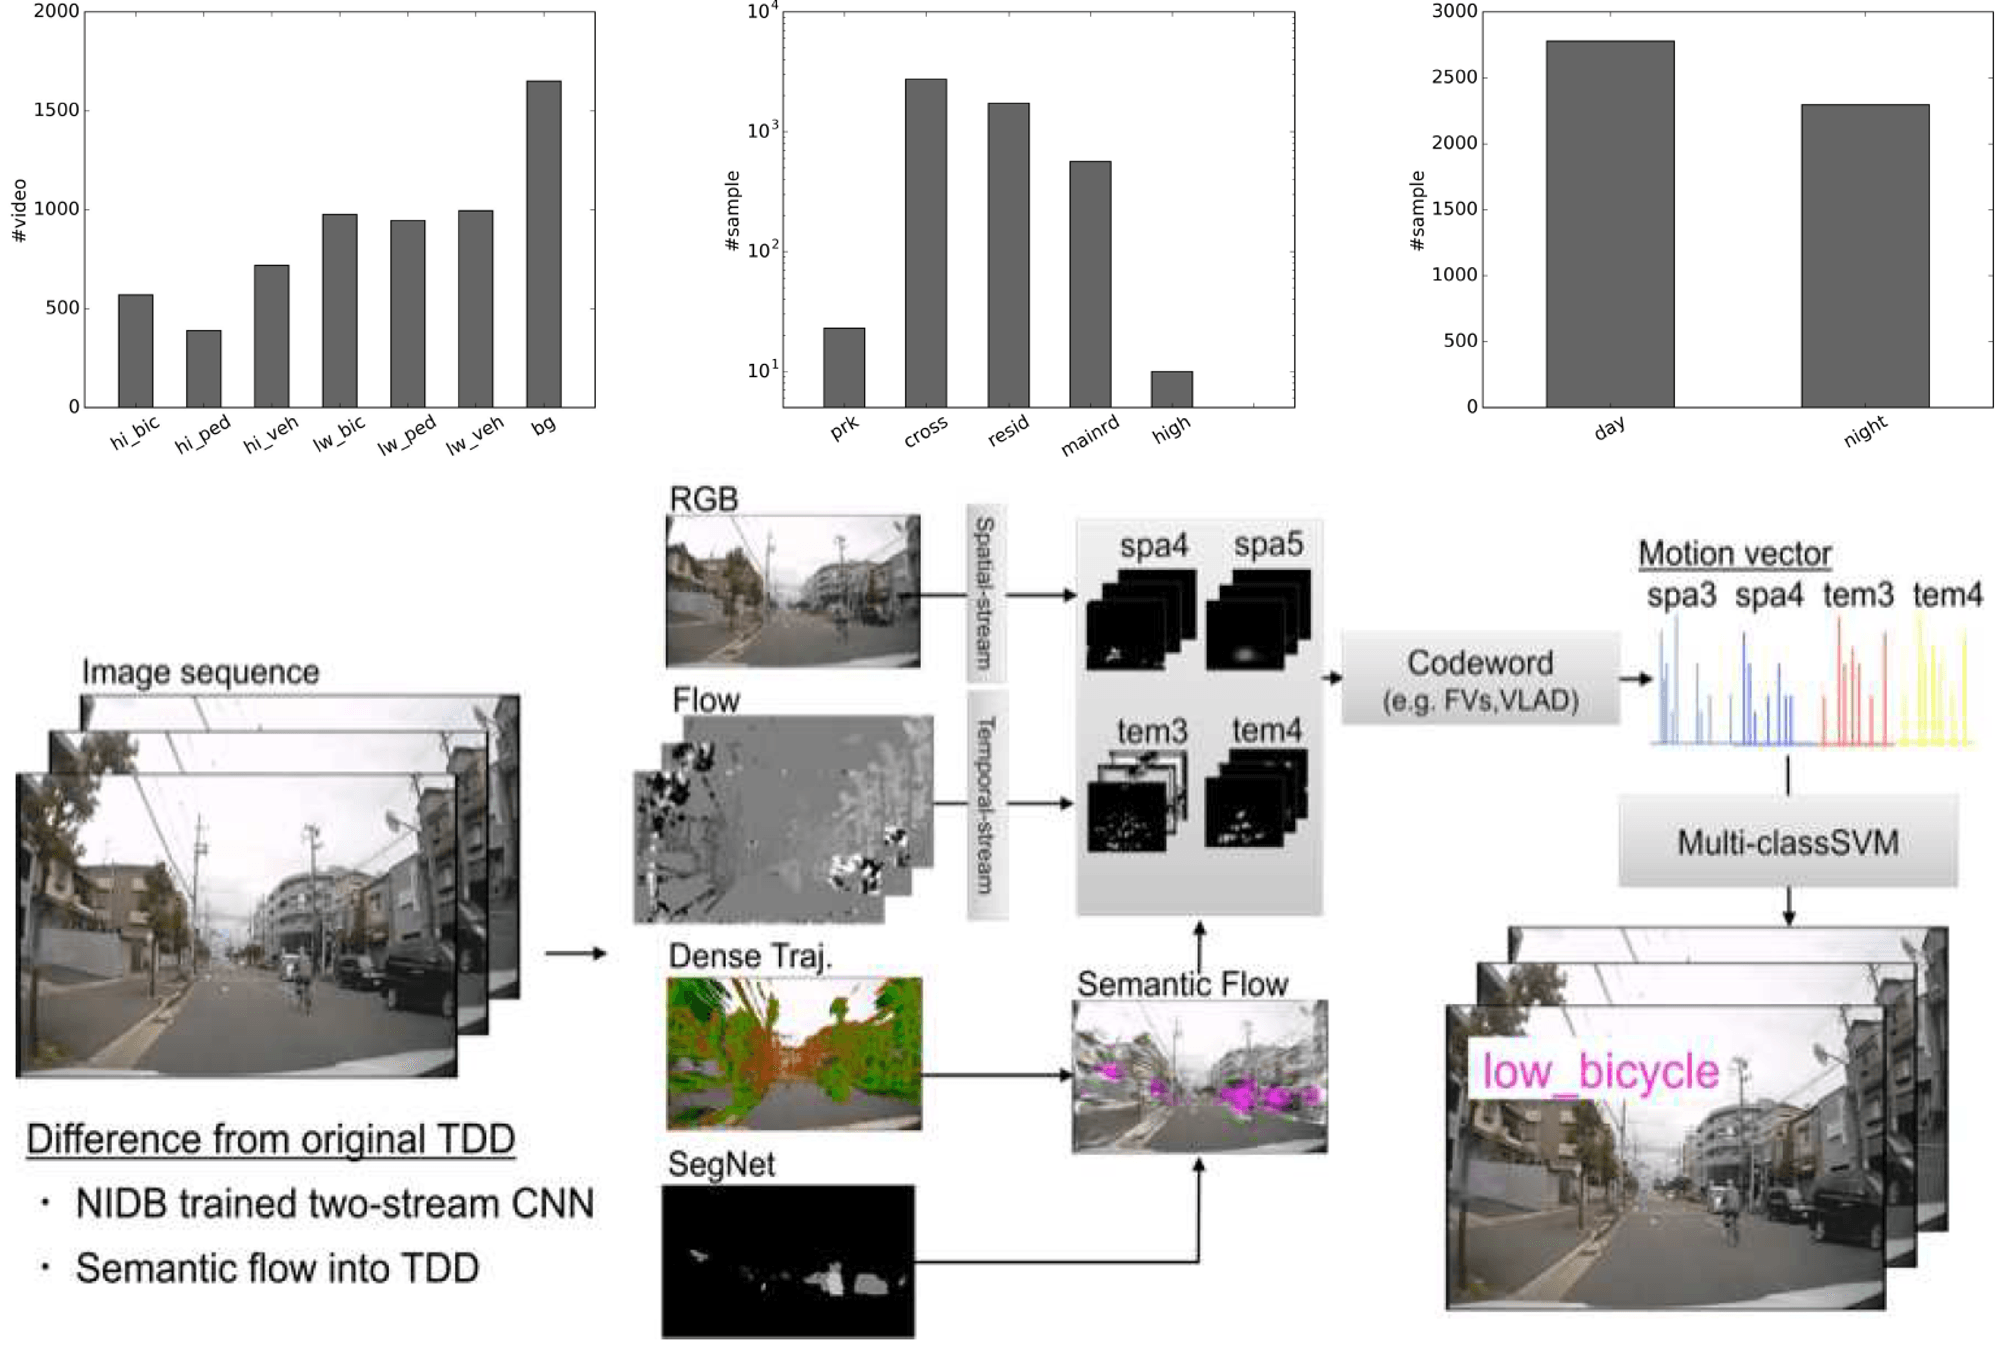 2000
1500
1000
500
0
#video
hi_bic
hi_ped
hi_veh
lw_bic
lw_ped
lw_veh
bg
10^4
10^3
10^2
10^1
#sample
prk
cross
resid
mainrd
high
3000
2500
2000
1500
1000
500
0
#sample
day
night
Image sequence
Difference from original TDD
· NIDB trained two-stream CNN
· Semantic flow into TDD
RGB
Flow
Dense Traj.
SegNet
Spatial-stream
Temporal-stream
spa4 spa5
tem3 tem4
Semantic Flow
Codeword
(e.g. FVs,VLAD)
Motion vector
spa3 spa4 tem3 tem4
Multi-classSVM
low_bicycle